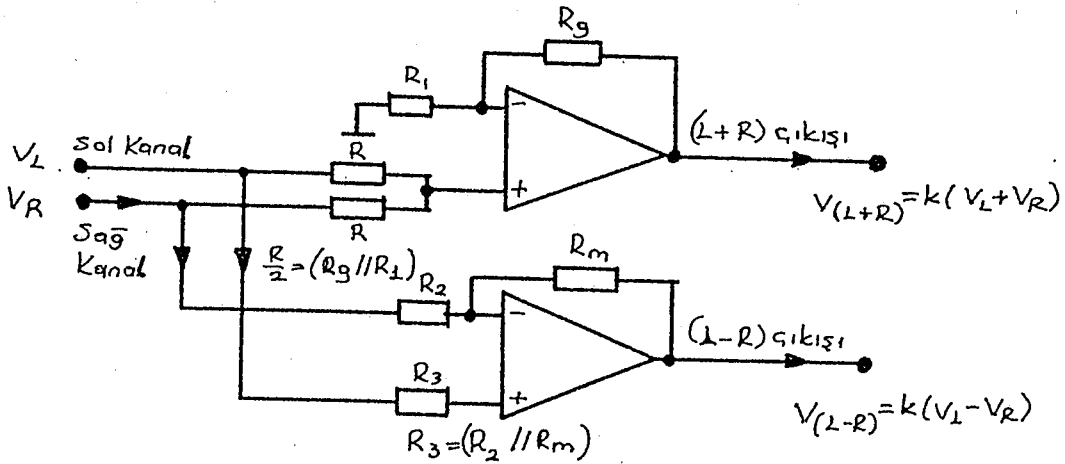 Rg
R1
(L+R) çıkışı
Sol Kanal
VL
R
VR
V(L+R)=k(VL+VR)
R
Sağ
Kanal
R/2=(Rg//R1)
Rm
R2
(L-R) çıkışı
R3
V(L-R)=k(VL-VR)
R3=(R2//Rm)
-
+
-
+